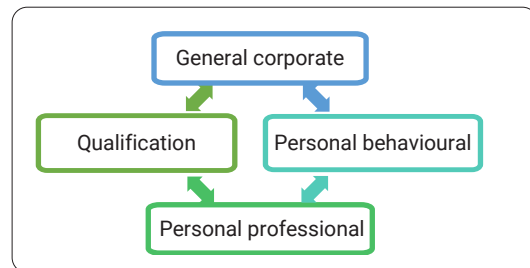 General corporate
Qualification
Personal behavioural
Personal professional